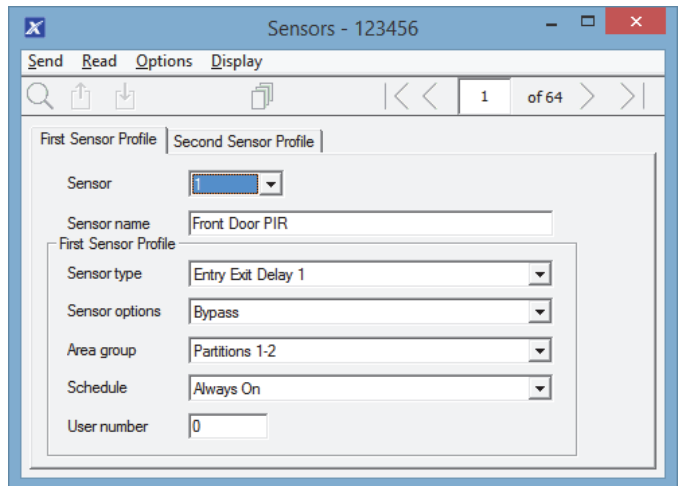 Sensors - 123456
Send Read Options Display
1 of 64
First Sensor Profile Second Sensor Profile
Sensor 1
Sensor name Front Door PIR
First Sensor Profile
Sensor type Entry Exit Delay 1
Sensor options Bypass
Area group Partitions 1-2
Schedule Always On
User number 0